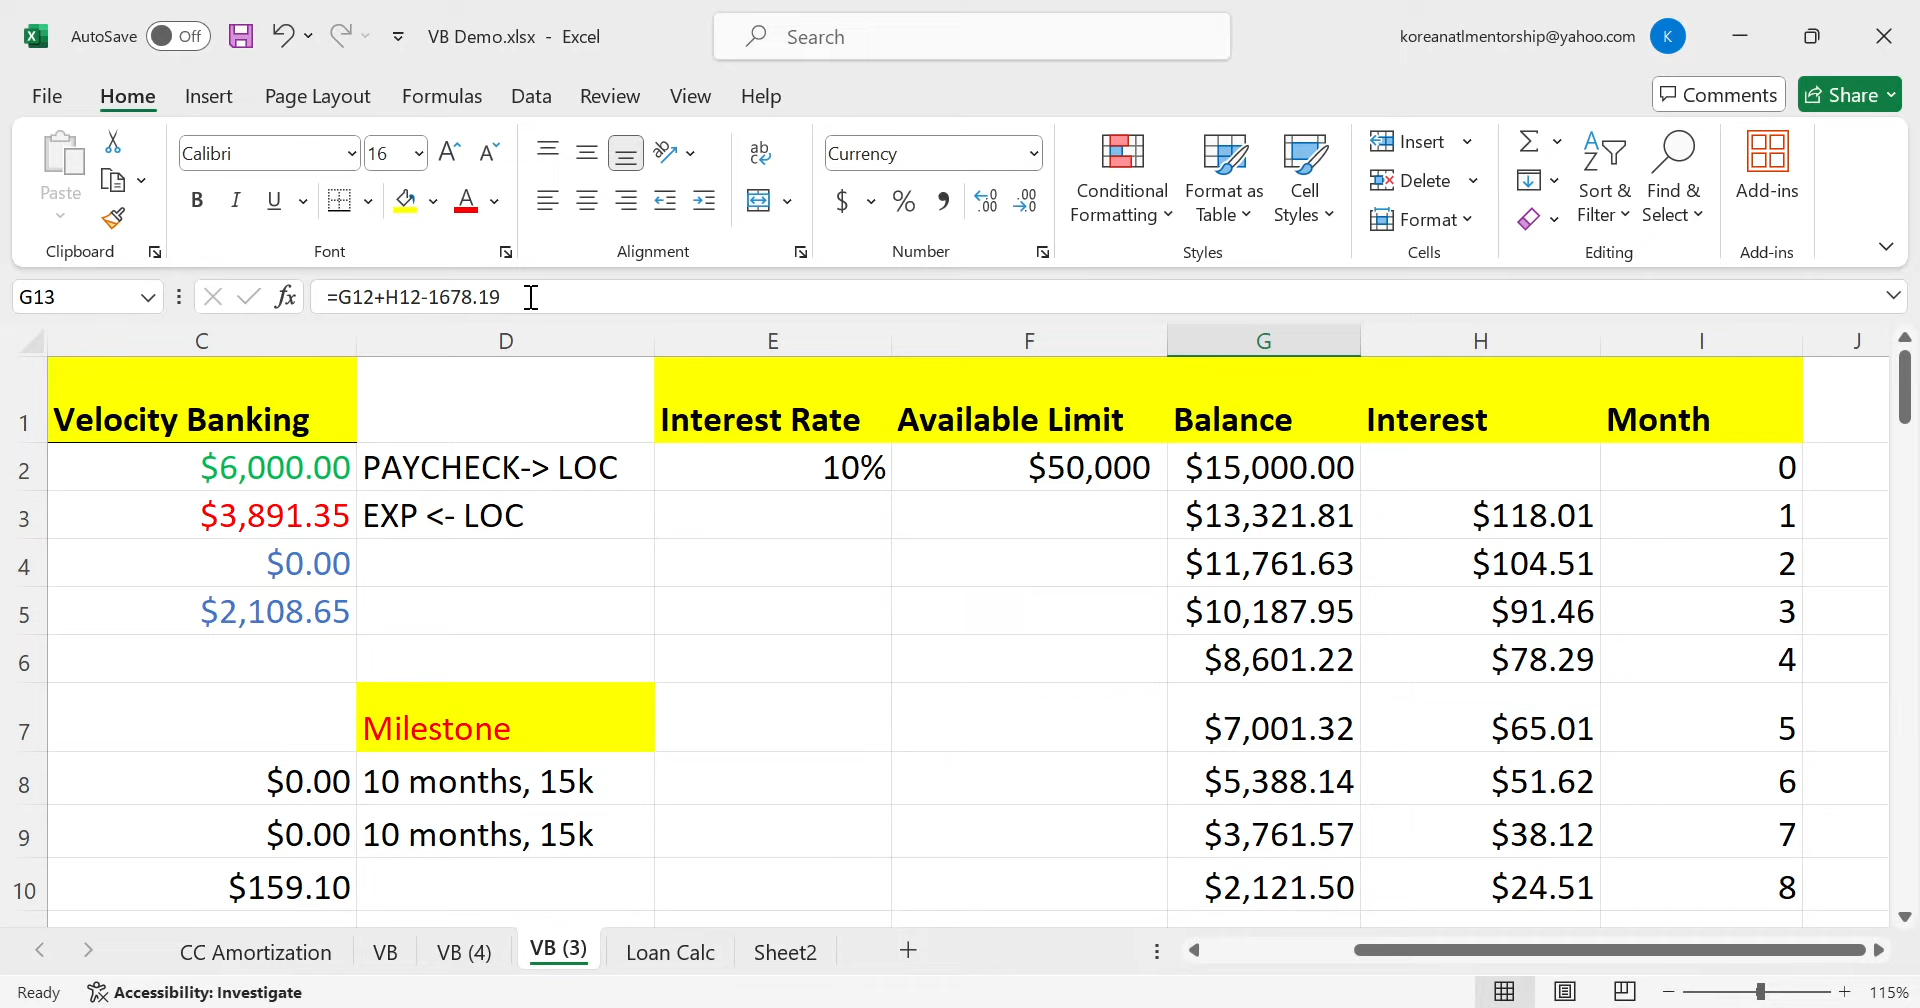 AutoSave Off VB Demo.xlsx - Excel Search koreanatlmentorship@yahoo.com K
File Home Insert Page Layout Formulas Data Review View Help Comments Share
Paste Clipboard
Calibri 16 B I U A Font
ab Alignment
Currency $ % Number
Conditional Formatting Format as Table Cell Styles Styles
Insert Delete Format Cells
Sort & Filter Find & Select Editing
Add-ins Add-ins
G13 fx =G12+H12-1678.19
C D E F G H I J
1 Velocity Banking Interest Rate Available Limit Balance Interest Month
2 $6,000.00 PAYCHECK-> LOC 10% $50,000 $15,000.00 0
3 $3,891.35 EXP <- LOC $13,321.81 $118.01 1
4 $0.00 $11,761.63 $104.51 2
5 $2,108.65 $10,187.95 $91.46 3
6 $8,601.22 $78.29 4
7 Milestone $7,001.32 $65.01 5
8 $0.00 10 months, 15k $5,388.14 $51.62 6
9 $0.00 10 months, 15k $3,761.57 $38.12 7
10 $159.10 $2,121.50 $24.51 8
CC Amortization VB VB (4) VB (3) Loan Calc Sheet2
Ready Accessibility: Investigate 115%